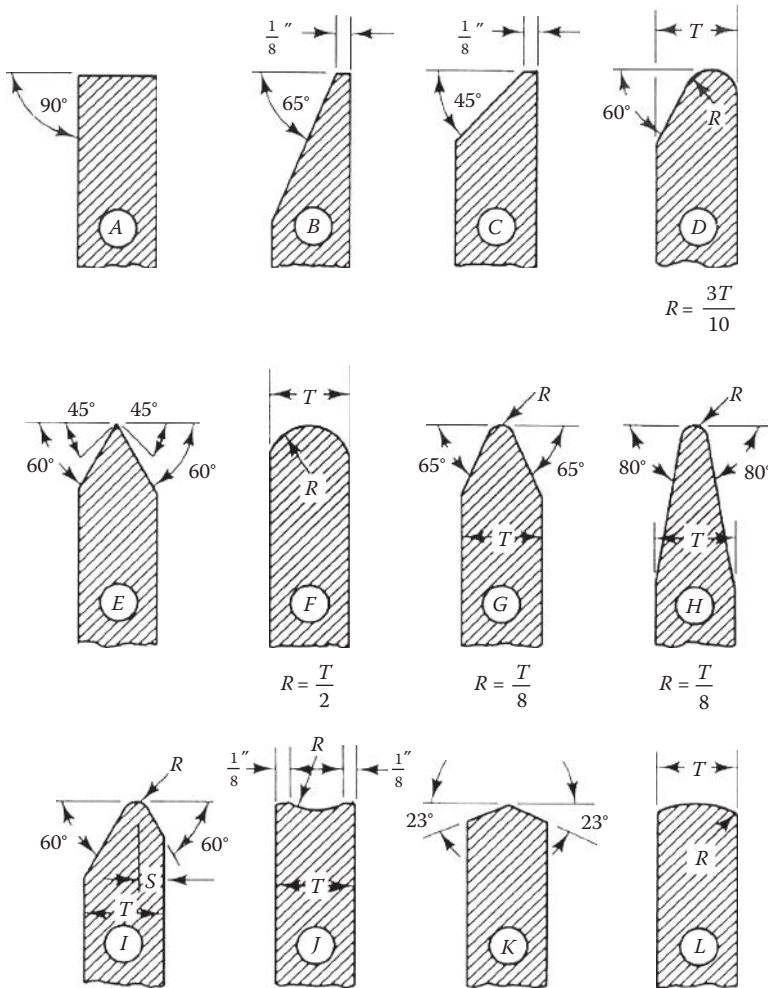 1/8″ 1/8″ T
90° 65° 45° 60° R
A B C D
R = 3T/10
45° 45° T R R
60° 60° R 65° 65° 80° 80°
T T
E F G H
R = T/2 R = T/8 R = T/8
R 1/8″ R 1/8″ T
60° 60° 23° 23°
S R
T T
I J K L